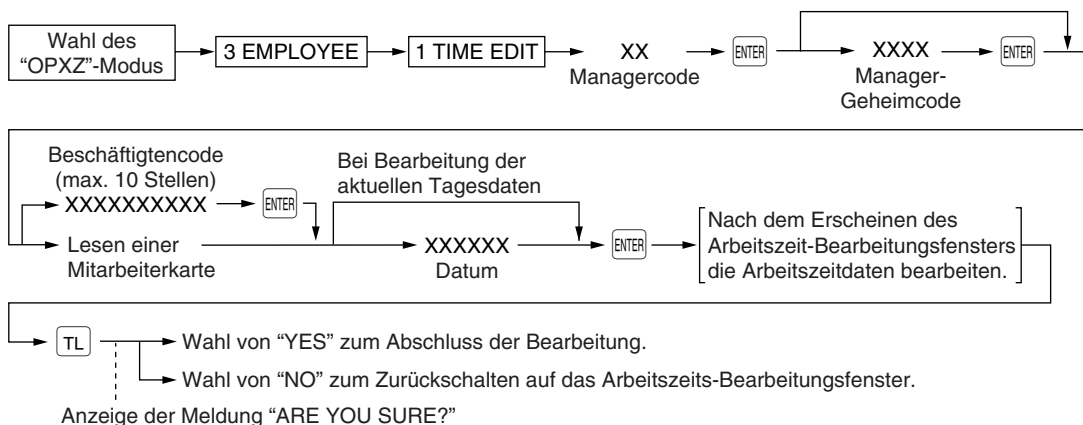 Wahl des
“OPXZ”-Modus
3 EMPLOYEE
1 TIME EDIT
XX
Managercode
ENTER
XXXX
Manager-
Geheimcode
ENTER
Beschäftigtencode
(max. 10 Stellen)
XXXXXXXXXX
ENTER
Lesen einer
Mitarbeiterkarte
Bei Bearbeitung der
aktuellen Tagesdaten
XXXXXX
Datum
ENTER
Nach dem Erscheinen des
Arbeitszeit-Bearbeitungsfensters
die Arbeitszeitdaten bearbeiten.
TL
Wahl von “YES” zum Abschluss der Bearbeitung.
Wahl von “NO” zum Zurückschalten auf das Arbeitszeits-Bearbeitungsfenster.
Anzeige der Meldung “ARE YOU SURE?”